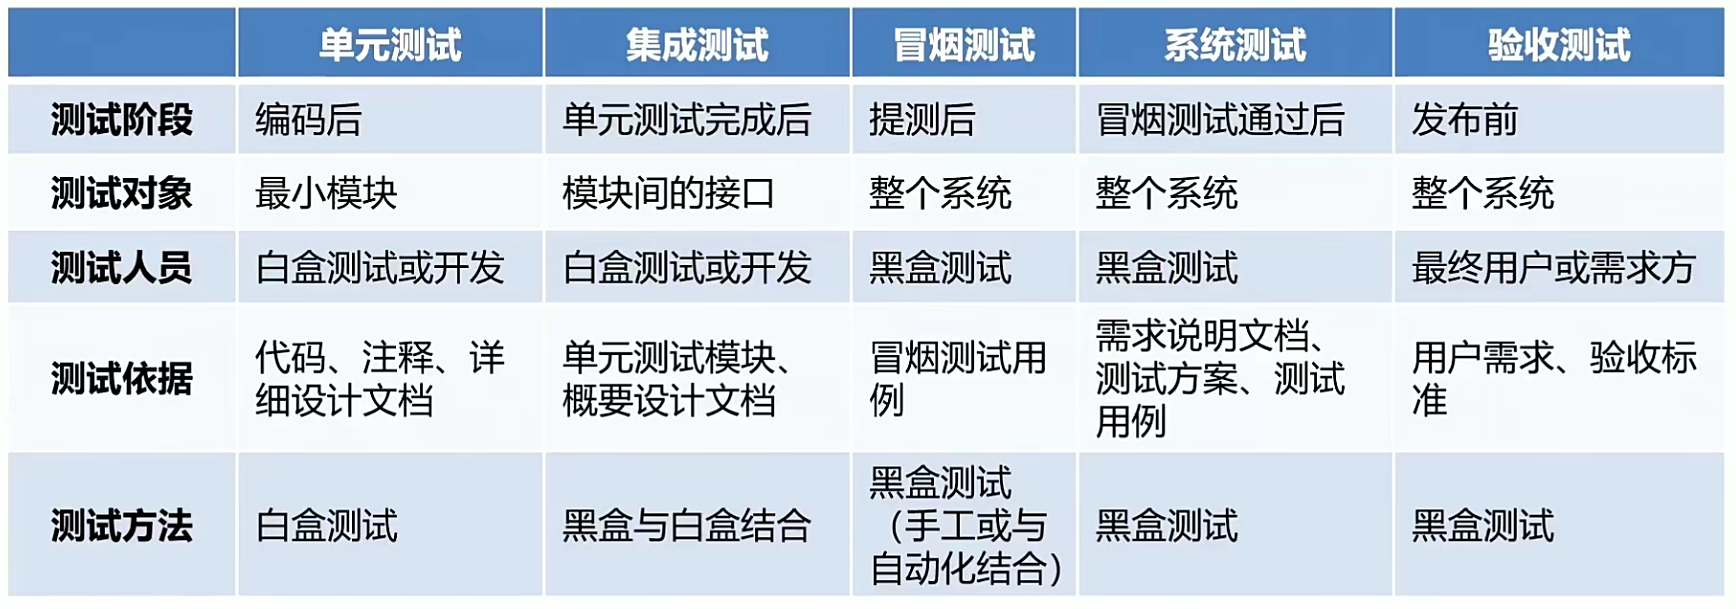 单元测试 集成测试 冒烟测试 系统测试 验收测试
测试阶段 编码后 单元测试完成后 提测后 冒烟测试通过后 发布前
测试对象 最小模块 模块间的接口 整个系统 整个系统 整个系统
测试人员 白盒测试或开发 白盒测试或开发 黑盒测试 黑盒测试 最终用户或需求方
测试依据
代码、注释、详
细设计文档
单元测试模块、
概要设计文档
冒烟测试用
例
需求说明文档、
测试方案、测试
用例
用户需求、验收标
准
测试方法
白盒测试
黑盒与白盒结合
黑盒测试
（手工或与
自动化结合）
黑盒测试
黑盒测试